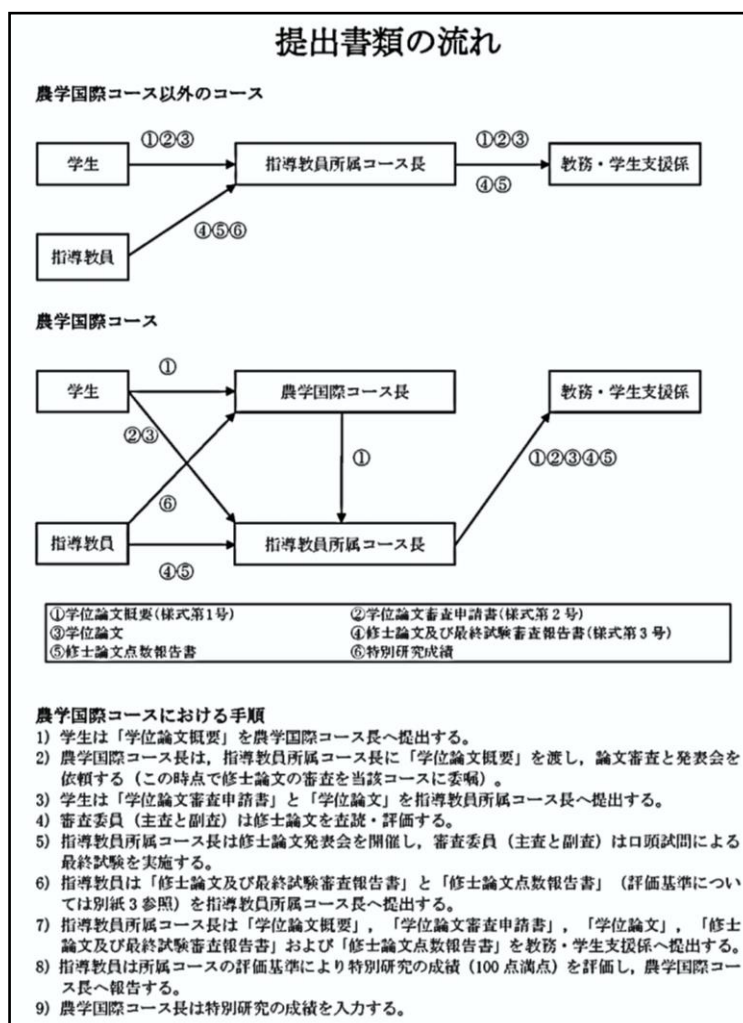 提出書類の流れ
農学国際コース以外のコース
①②③
①②③
学生
指導教員所属コース長
教務・学生支援係
④⑤
④⑤⑥
指導教員
農学国際コース
①
学生
農学国際コース長
教務・学生支援係
②③
①
①②③④⑤
⑥
指導教員
指導教員所属コース長
④⑤
①学位論文概要(様式第1号) ②学位論文審査申請書(様式第2号)
③学位論文 ④修士論文及び最終試験審査報告書(様式第3号)
⑤修士論文点数報告書 ⑥特別研究成績
農学国際コースにおける手順
1) 学生は「学位論文概要」を農学国際コース長へ提出する。
2) 農学国際コース長は，指導教員所属コース長に「学位論文概要」を渡し，論文審査と発表会を
依頼する（この時点で修士論文の審査を当該コースに委嘱）。
3) 学生は「学位論文審査申請書」と「学位論文」を指導教員所属コース長へ提出する。
4) 審査委員（主査と副査）は修士論文を査読・評価する。
5) 指導教員所属コース長は修士論文発表会を開催し，審査委員（主査と副査）は口頭試問による
最終試験を実施する。
6) 指導教員は「修士論文及び最終試験審査報告書」と「修士論文点数報告書」（評価基準につい
ては別紙3参照）を指導教員所属コース長へ提出する。
7) 指導教員所属コース長は「学位論文概要」，「学位論文審査申請書」，「学位論文」，「修士
論文及び最終試験審査報告書」および「修士論文点数報告書」を教務・学生支援係へ提出する。
8) 指導教員は所属コースの評価基準により特別研究の成績（100点満点）を評価し，農学国際コー
ス長へ報告する。
9) 農学国際コース長は特別研究の成績を入力する。